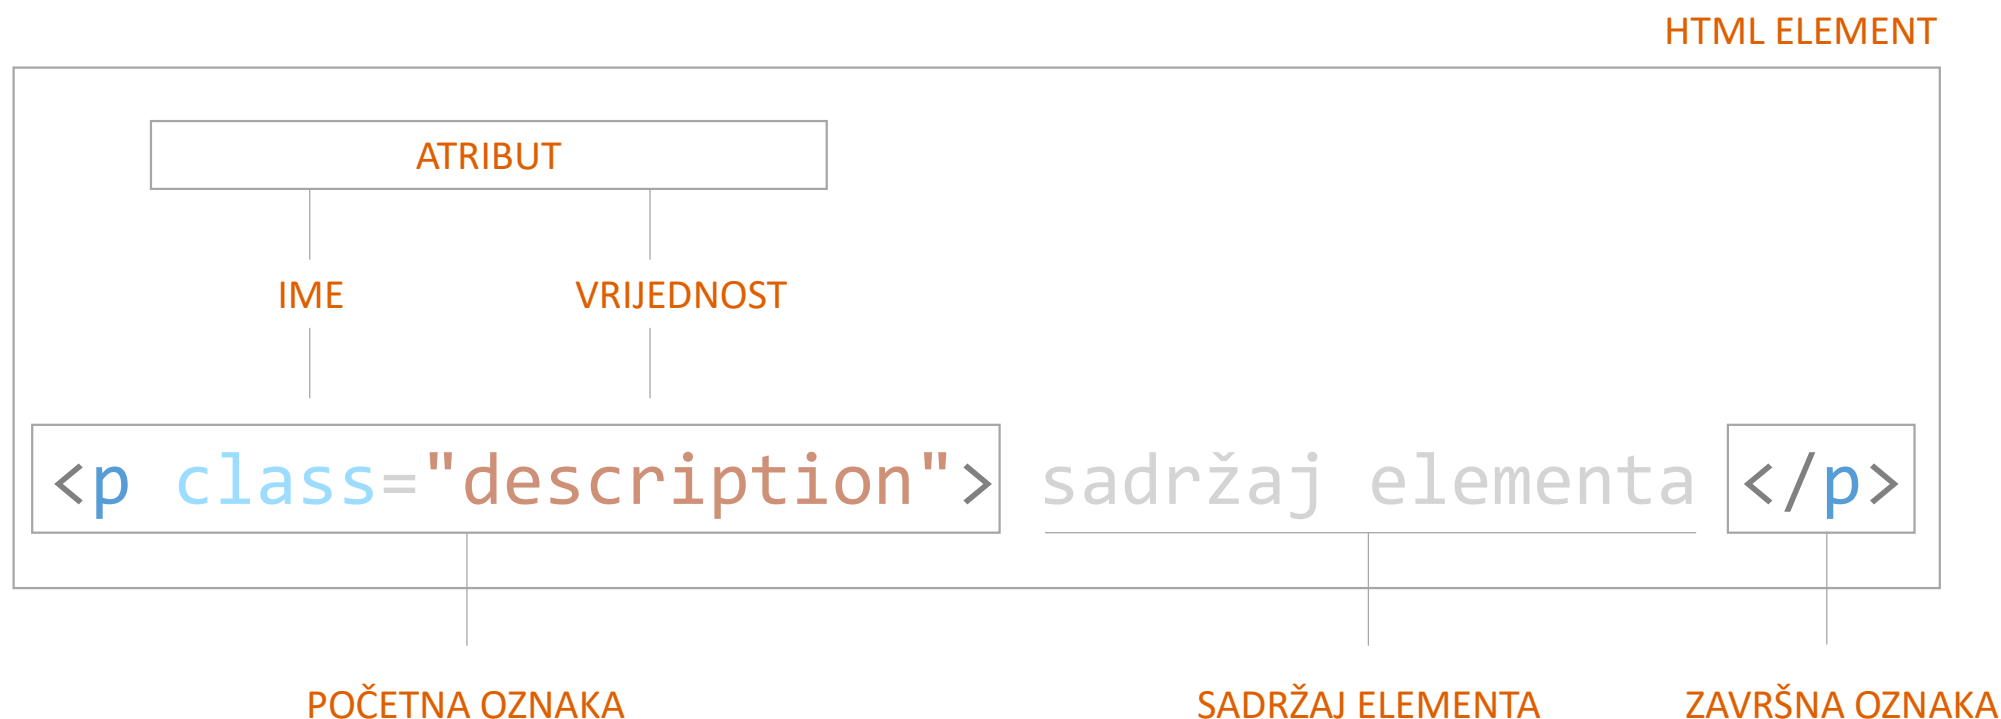 HTML ELEMENT
ATRIBUT
IME VRIJEDNOST
<p class="description"> sadržaj elementa </p>
POČETNA OZNAKA SADRŽAJ ELEMENTA ZAVRŠNA OZNAKA